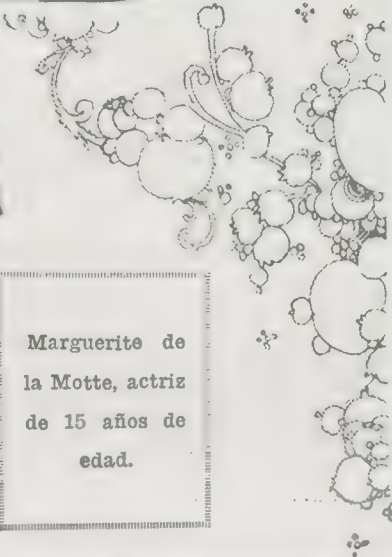 Marguerite de
la Motte, actriz
de 15 años de
edad.